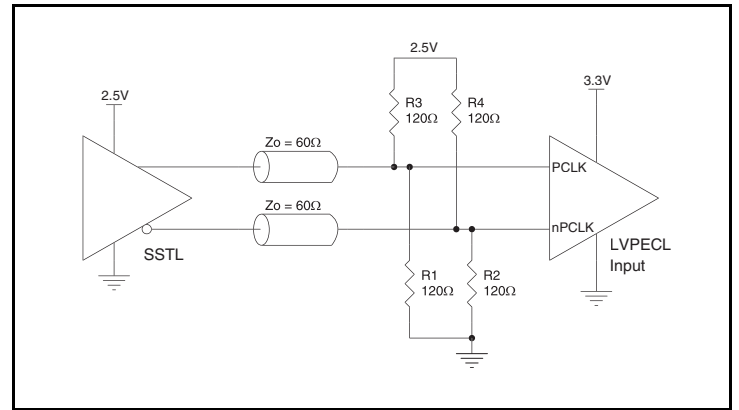 2.5V
2.5V
3.3V
R3
120Ω
R4
120Ω
Zo = 60Ω
PCLK
Zo = 60Ω
nPCLK
SSTL
LVPECL
Input
R1
120Ω
R2
120Ω